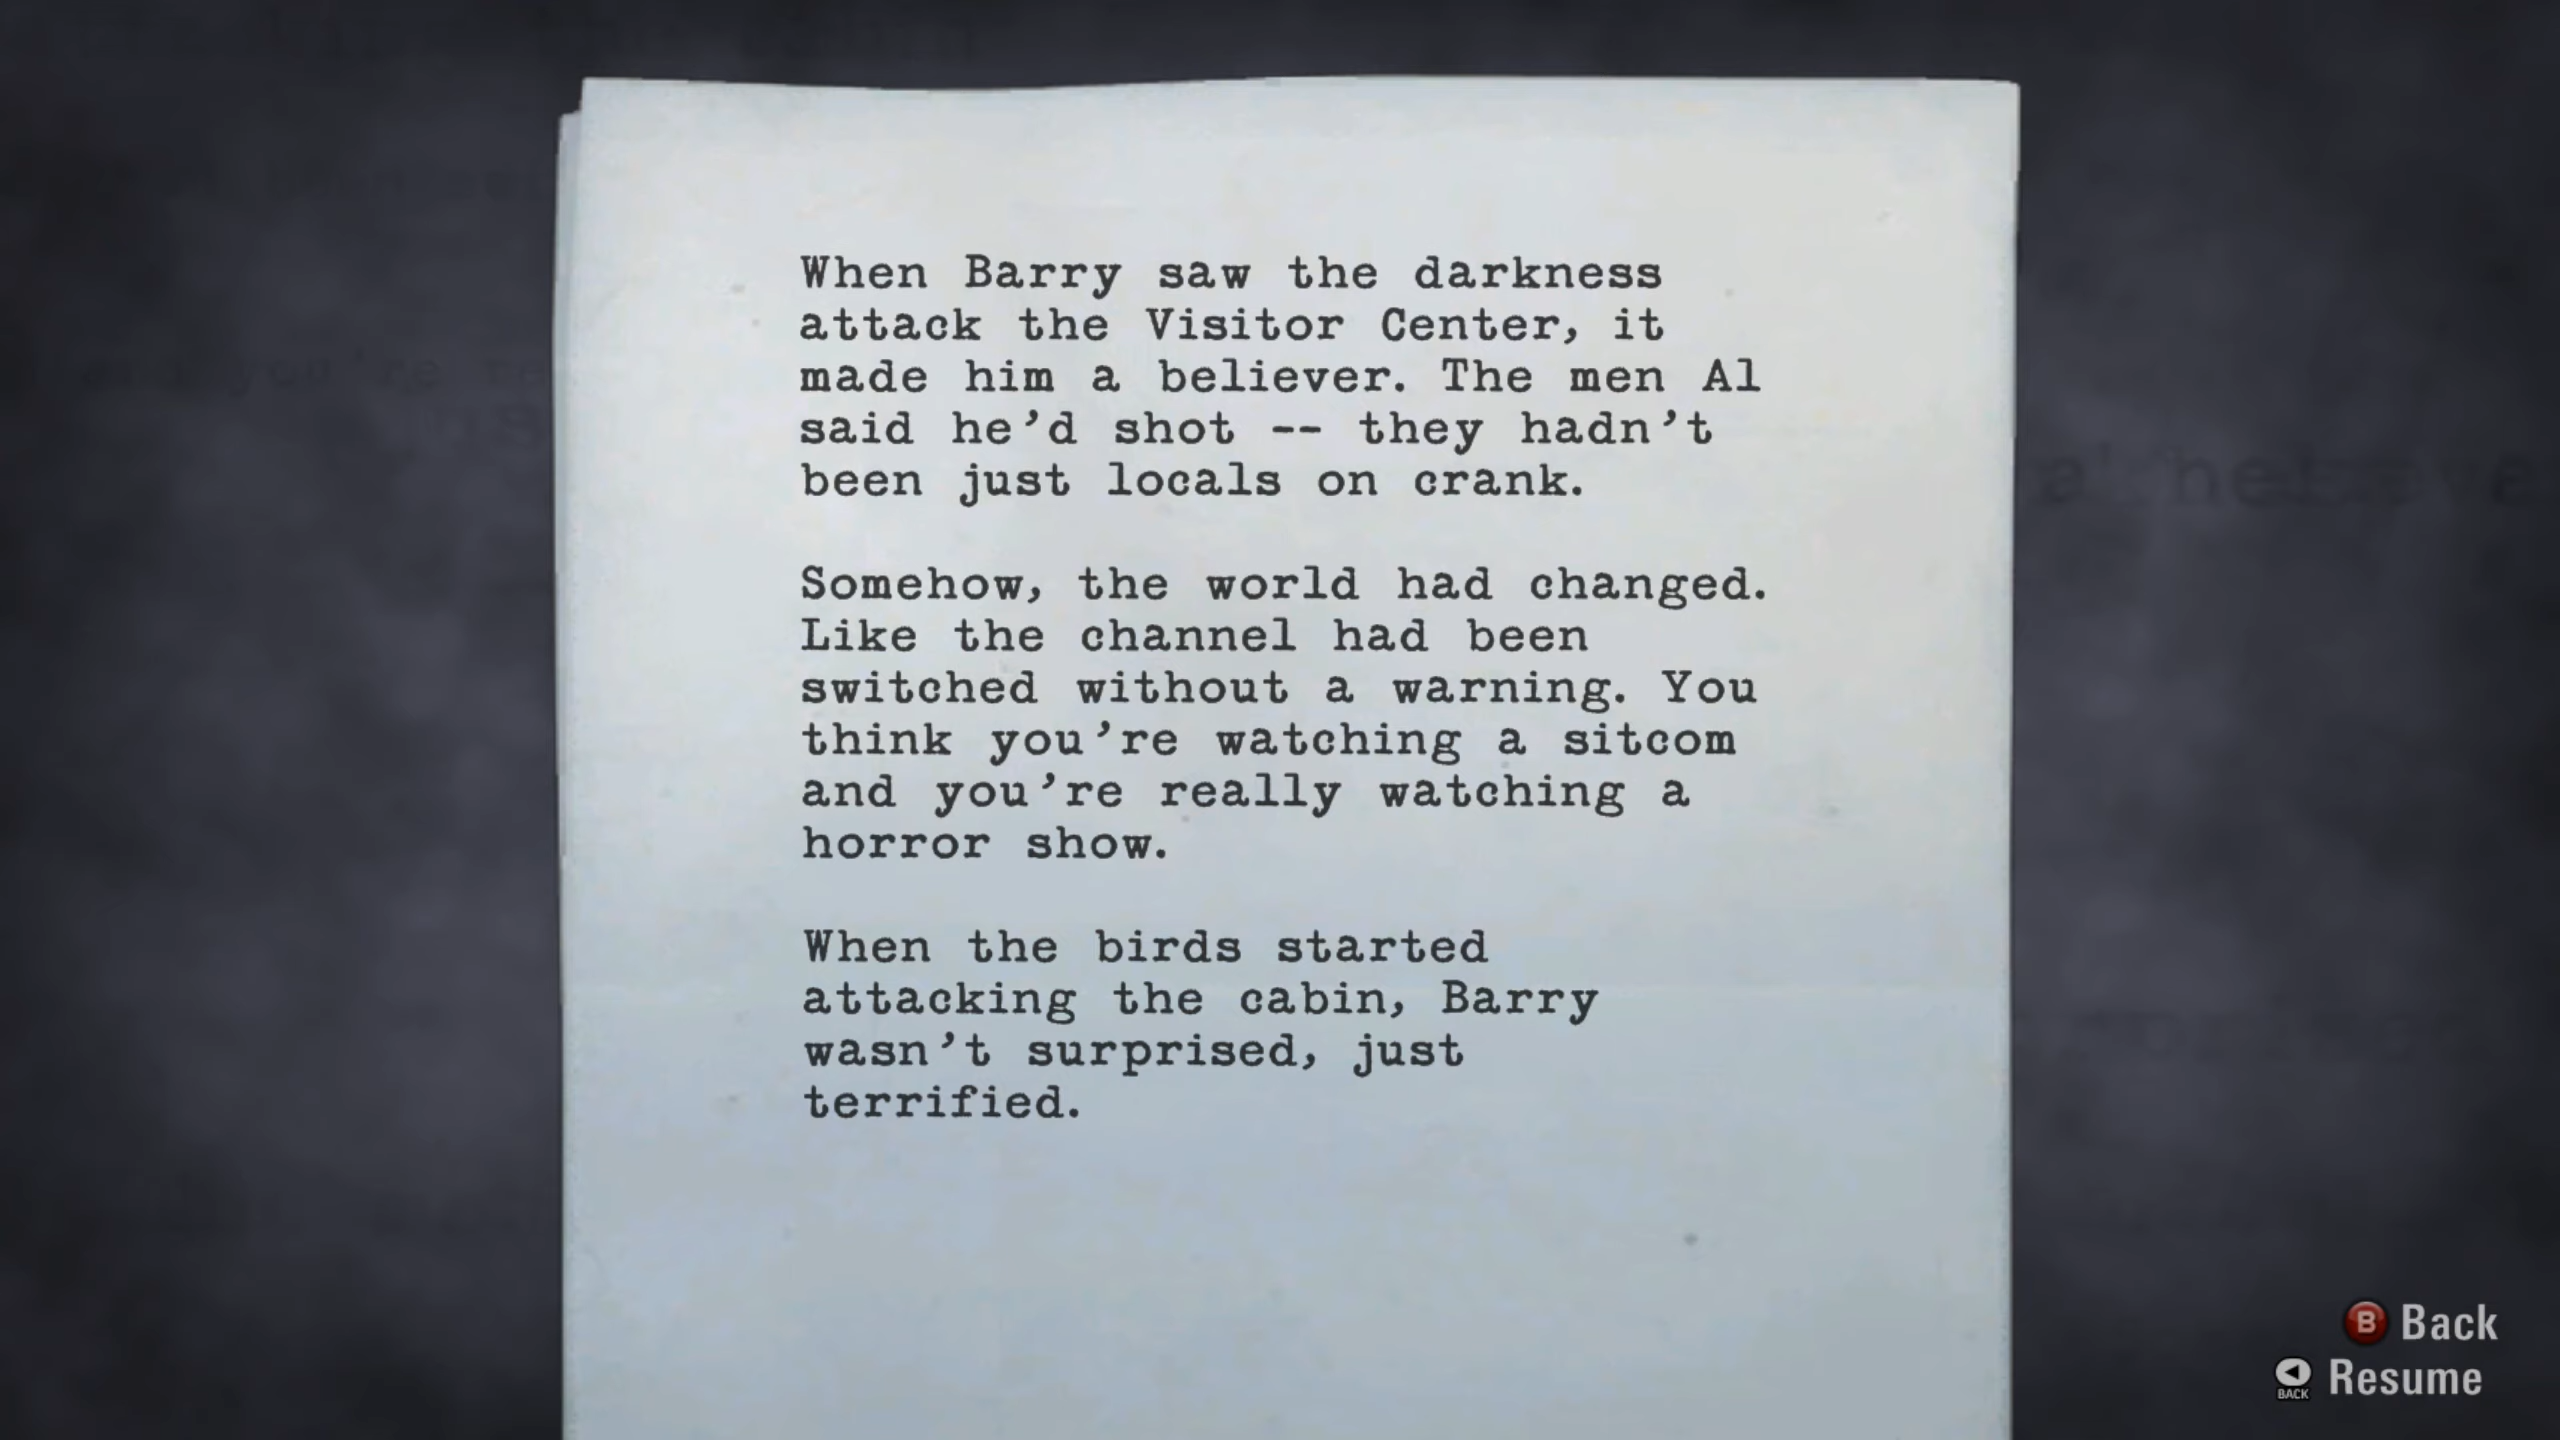 When Barry saw the darkness
attack the Visitor Center, it
made him a believer. The men Al
said he’d shot -- they hadn’t
been just locals on crank.
Somehow, the world had changed.
Like the channel had been
switched without a warning. You
think you’re watching a sitcom
and you’re really watching a
horror show.
When the birds started
attacking the cabin, Barry
wasn’t surprised, just
terrified.
B Back
BACK Resume